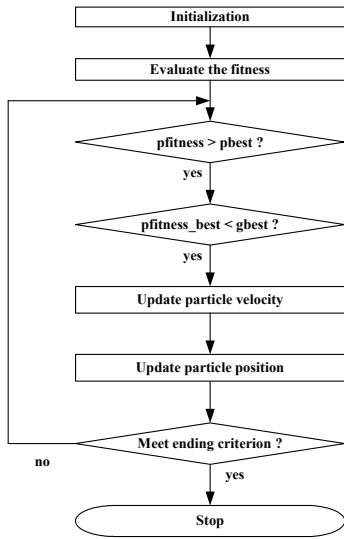 Initialization
Evaluate the fitness
pfitness > pbest ?
yes
pfitness_best < gbest ?
yes
Update particle velocity
Update particle position
Meet ending criterion ?
no
yes
Stop